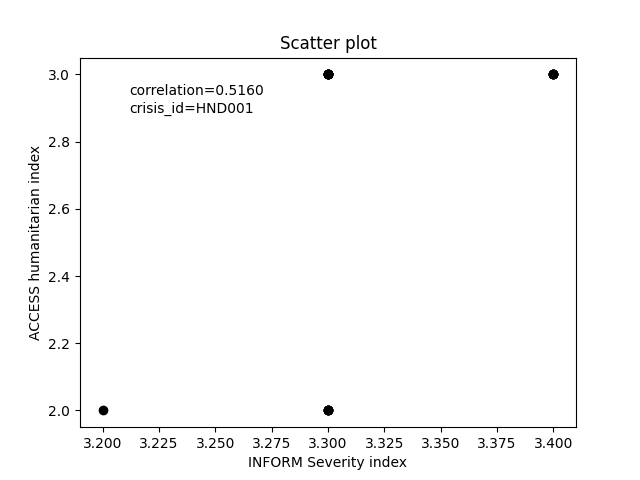 Scatter plot
3.0
correlation=0.5160
crisis_id=HND001
2.8
2.6
2.4
2.2
2.0
ACCESS humanitarian index
3.200 3.225 3.250 3.275 3.300 3.325 3.350 3.375 3.400
INFORM Severity index